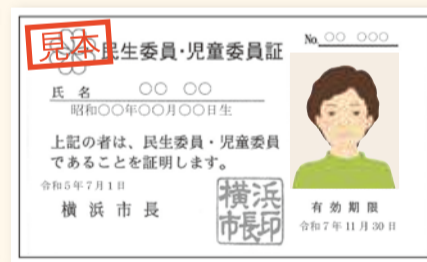 見本
民生委員・児童委員証
No. ○○ ○○○
氏 名 ○○ ○○
昭和○○年○○月○○日生
上記の者は、民生委員・児童委員
であることを証明します。
令和5年7月1日
横 浜 市 長
横浜
市長印
有 効 期 限
令和7年11月30日